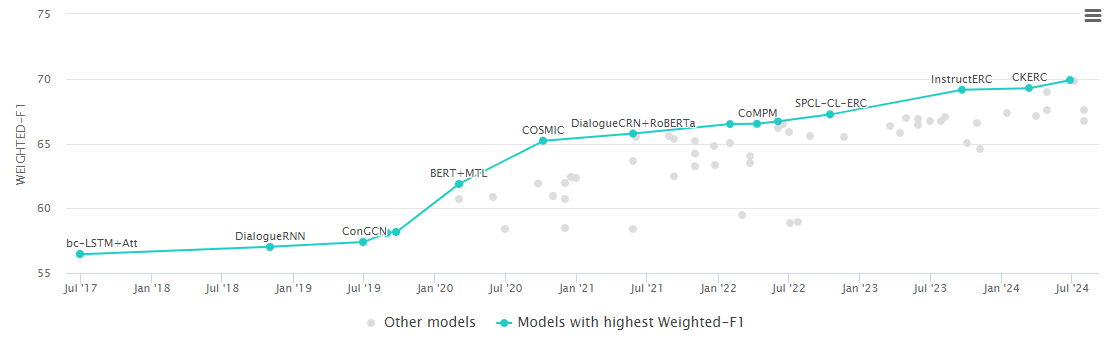 75
70
65
60
55
WEIGHTED-F1
bc-LSTM+Att
DialogueRNN
ConGCN
BERT+MTL
COSMIC
DialogueCRN+RoBERTa
CoMPM
SPCL-CL-ERC
InstructERC
CKERC
Jul '17
Jan '18
Jul '18
Jan '19
Jul '19
Jan '20
Jul '20
Jan '21
Jul '21
Jan '22
Jul '22
Jan '23
Jul '23
Jan '24
Jul '24
Other models
Models with highest Weighted-F1